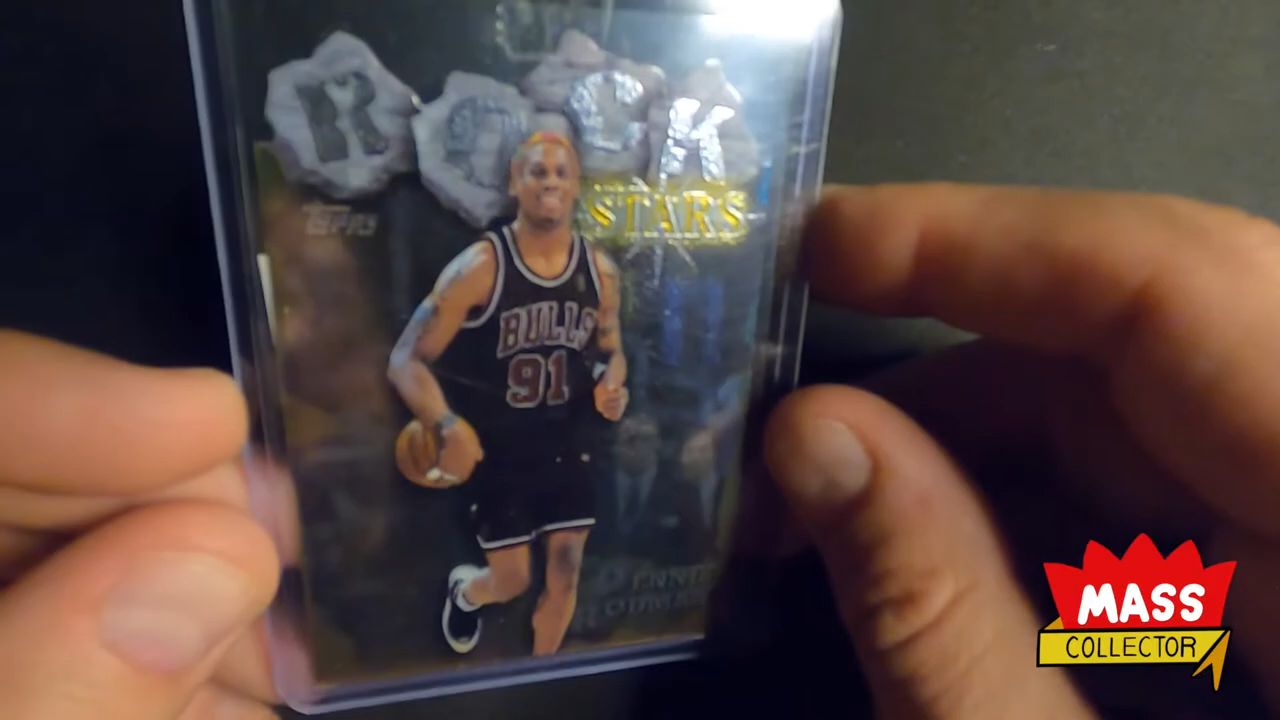 ROCK
STARS
TOPPS
BULLS
91
DENNIS
RODMAN
MASS
COLLECTOR